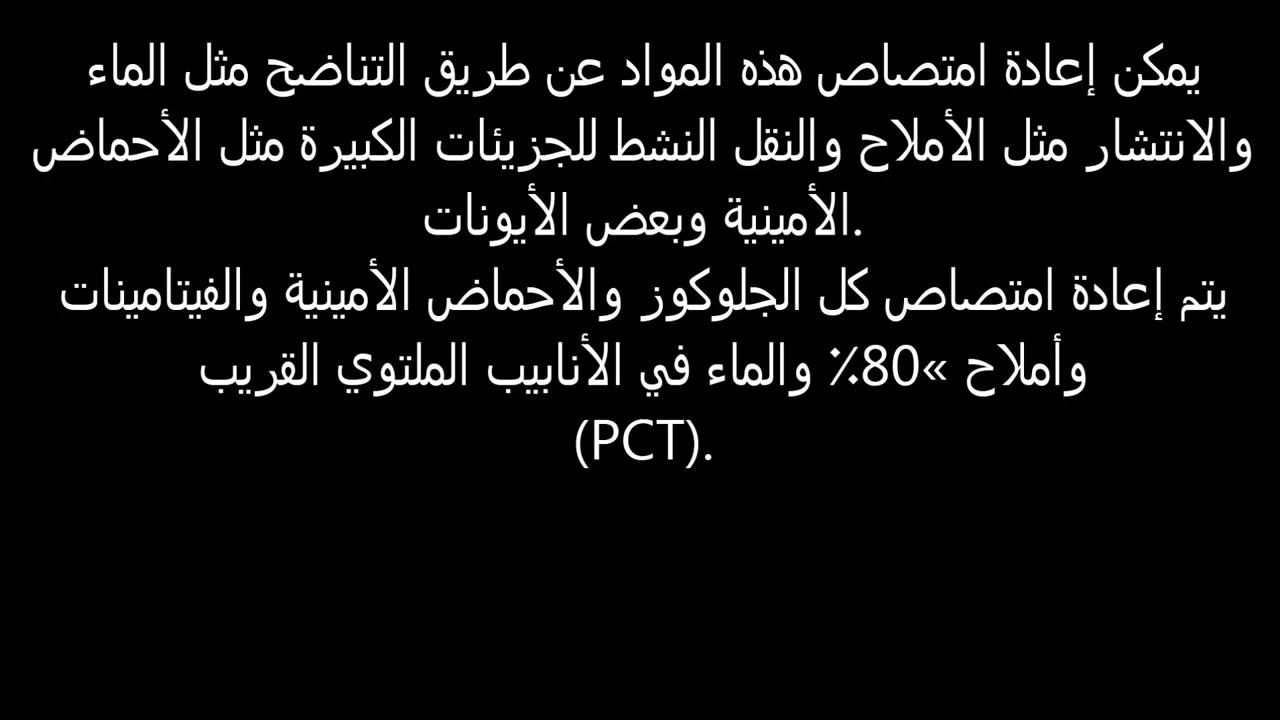 يمكن إعادة امتصاص هذه المواد عن طريق التناضح مثل الماء
والانتشار مثل الأملاح والنقل النشط للجزيئات الكبيرة مثل الأحماض
الأمينية وبعض الأيونات.
يتم إعادة امتصاص كل الجلوكوز والأحماض الأمينية والفيتامينات
وأملاح »80٪ والماء في الأنابيب الملتوي القريب
(PCT).